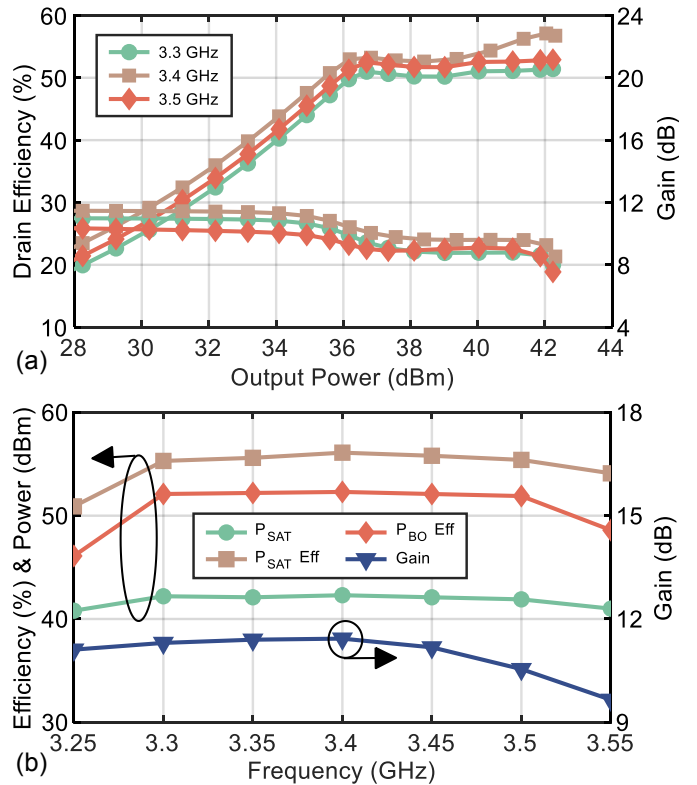 60
50
40
30
20
10
Drain Efficiency (%)
3.3 GHz
3.4 GHz
3.5 GHz
24
20
16
12
8
4
Gain (dB)
28
30
32
34
36
38
40
42
44
Output Power (dBm)
(a)
60
50
40
30
Efficiency (%) & Power (dBm)
P_SAT
P_SAT Eff
P_BO Eff
Gain
18
15
12
9
Gain (dB)
3.25
3.3
3.35
3.4
3.45
3.5
3.55
Frequency (GHz)
(b)